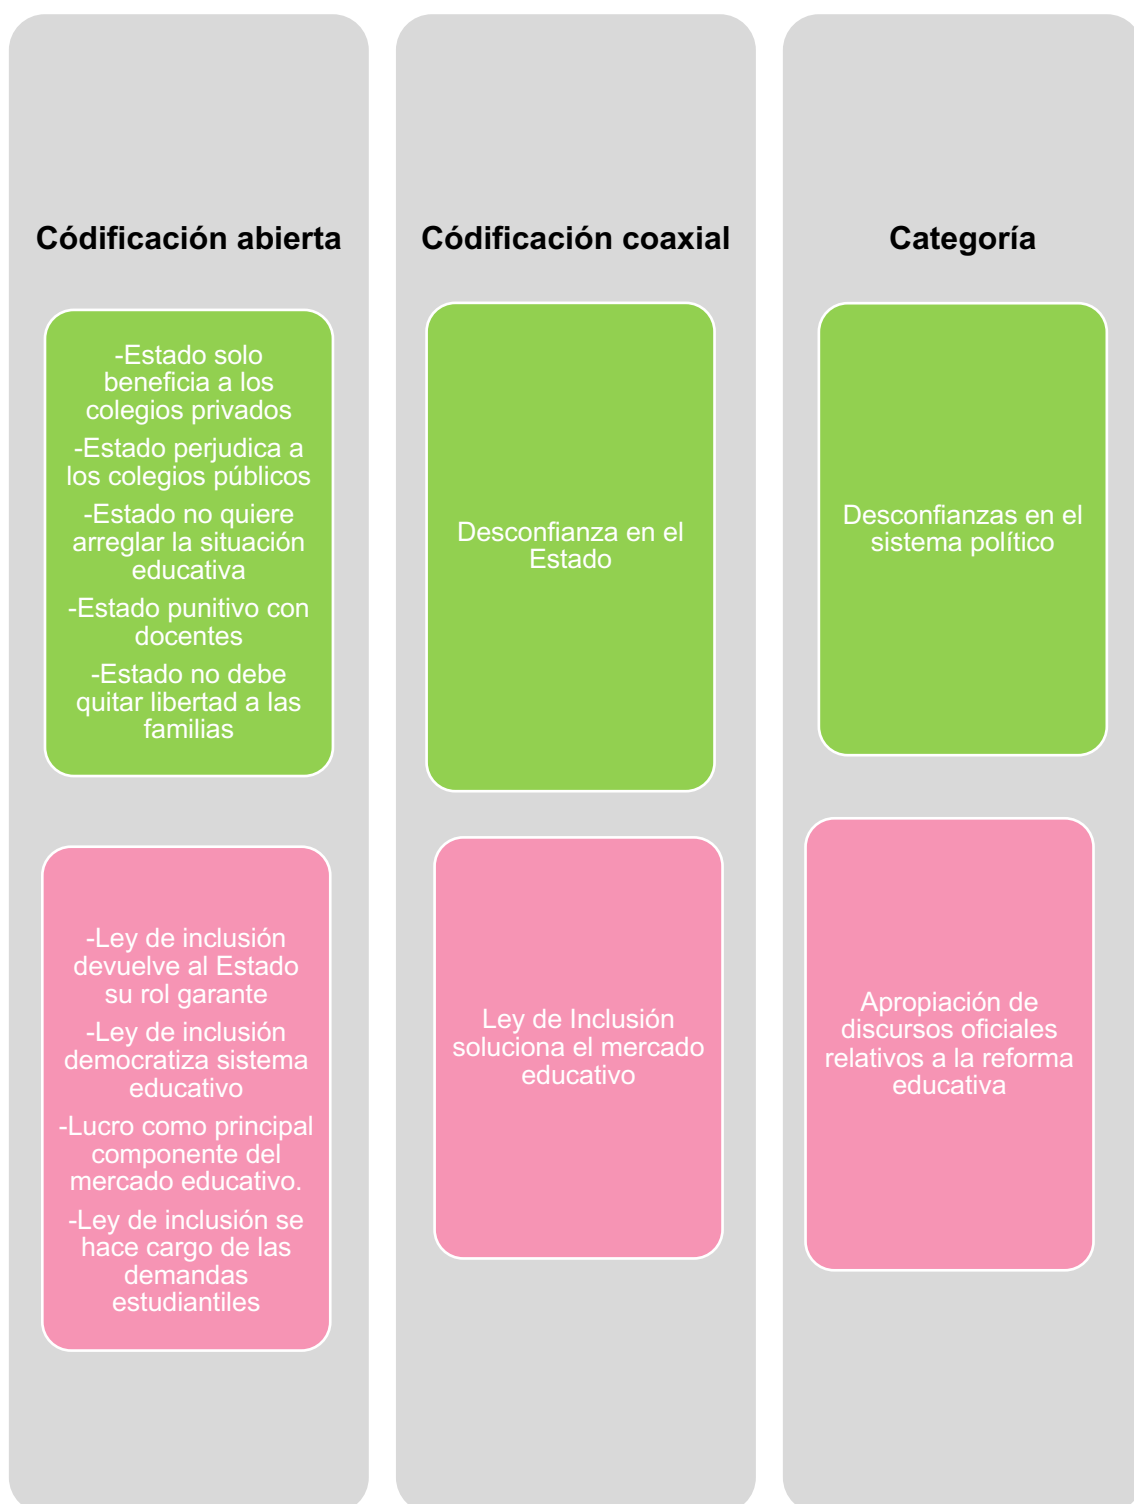 Códificación abierta
-Estado solo
beneficia a los
colegios privados
-Estado perjudica a
los colegios públicos
-Estado no quiere
arreglar la situación
educativa
-Estado punitivo con
docentes
-Estado no debe
quitar libertad a las
familias
-Ley de inclusión
devuelve al Estado
su rol garante
-Ley de inclusión
democratiza sistema
educativo
-Lucro como principal
componente del
mercado educativo.
-Ley de inclusión se
hace cargo de las
demandas
estudiantiles
Códificación coaxial
Desconfianza en el
Estado
Ley de Inclusión
soluciona el mercado
educativo
Categoría
Desconfianzas en el
sistema político
Apropiación de
discursos oficiales
relativos a la reforma
educativa